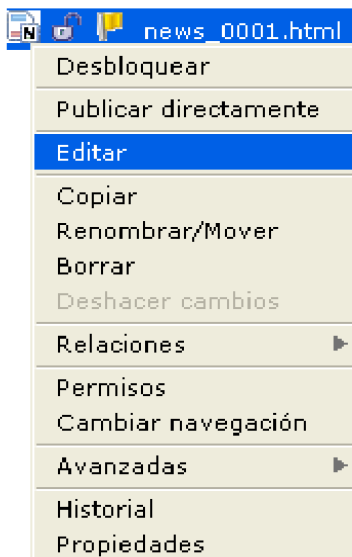 news_0001.html
Desbloquear
Publicar directamente
Editar
Copiar
Renombrar/Mover
Borrar
Deshacer cambios
Relaciones
Permisos
Cambiar navegación
Avanzadas
Historial
Propiedades